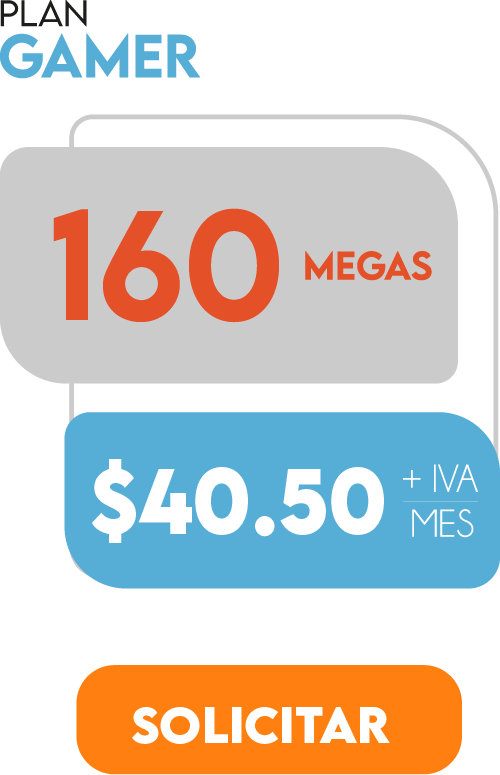 PLAN
GAMER
160 MEGAS
$40.50 + IVA
MES
SOLICITAR